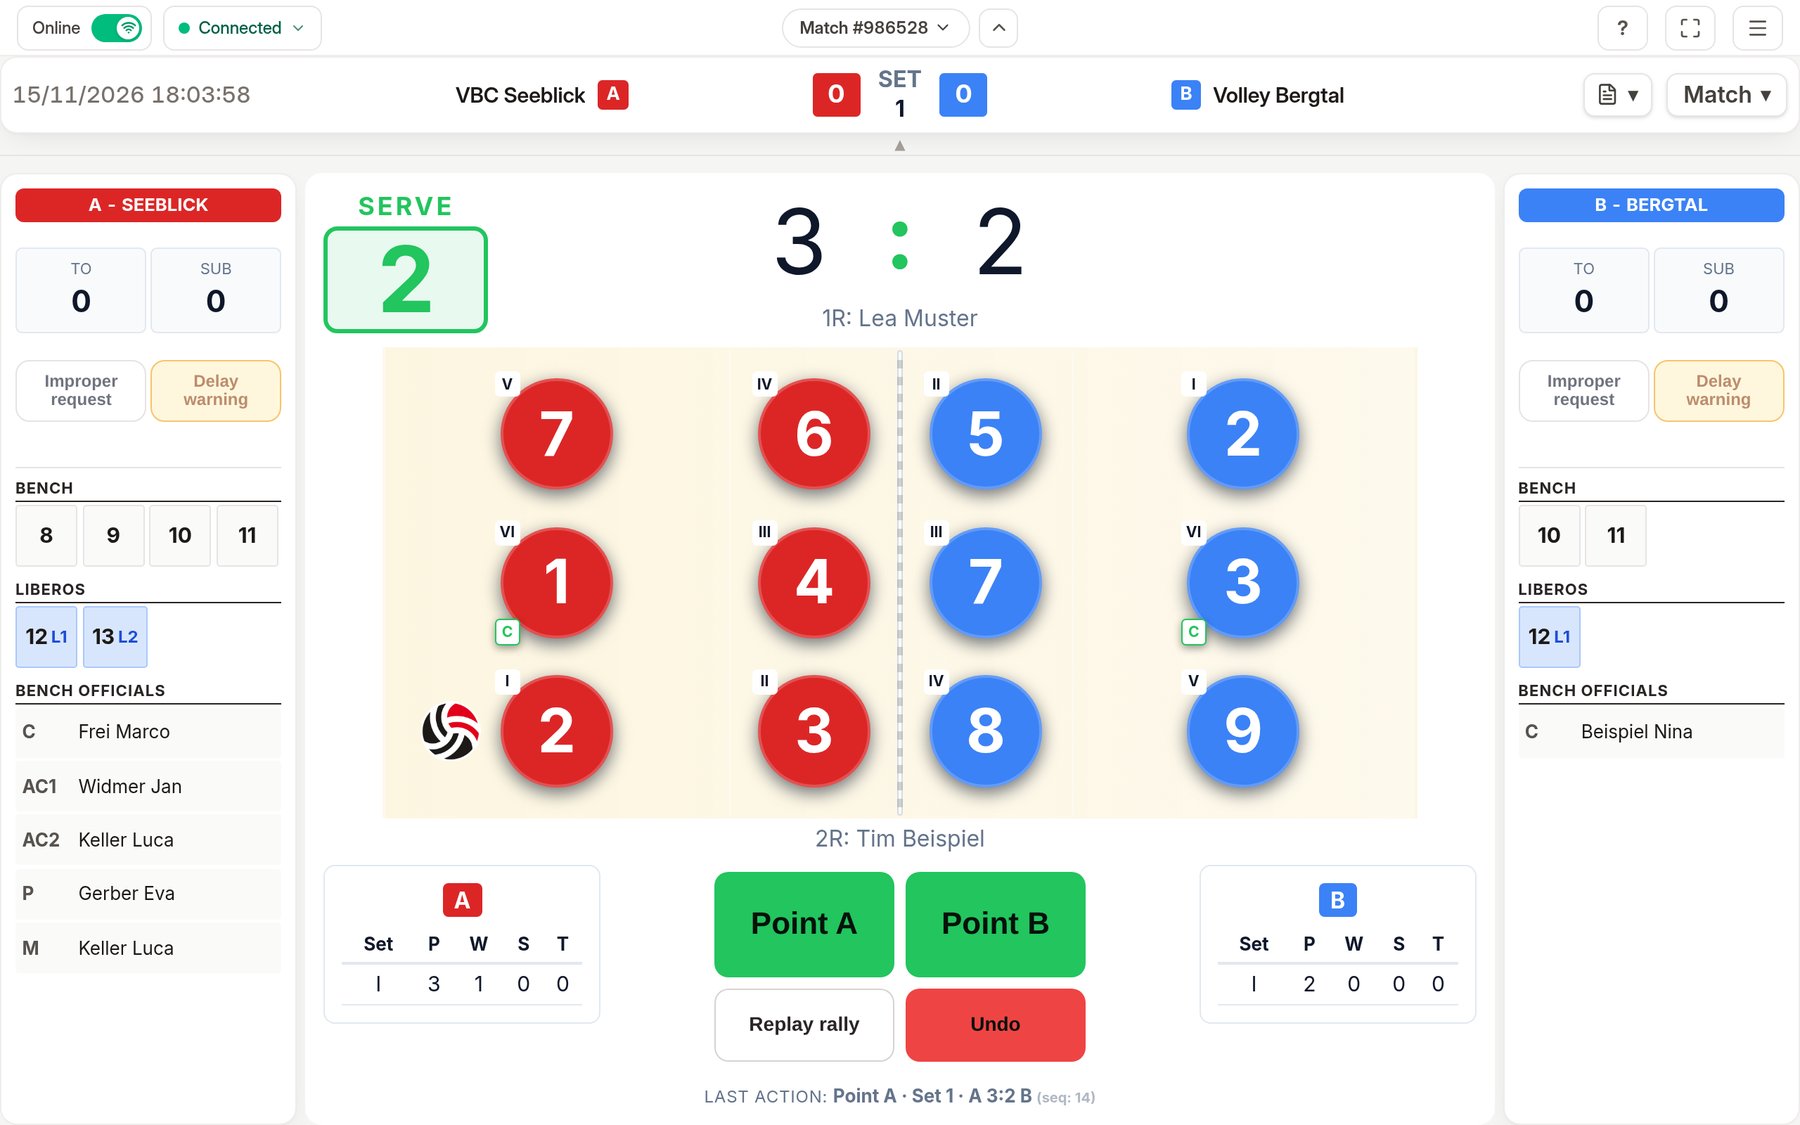 Online
Connected
Match #986528
?
15/11/2026 18:03:58
VBC Seeblick A
0 SET 1 0
B Volley Bergtal
▼
Match ▼
▲
A - SEEBLICK
TO
0
SUB
0
Improper
request
Delay
warning
BENCH
8 9 10 11
LIBEROS
12 L1 13 L2
BENCH OFFICIALS
C Frei Marco
AC1 Widmer Jan
AC2 Keller Luca
P Gerber Eva
M Keller Luca
SERVE
2
3 : 2
1R: Lea Muster
V 7 IV 6 II 5 I 2
VI 1 C III 4 III 7 VI 3 C
I 2 II 3 IV 8 V 9
2R: Tim Beispiel
A
Set P W S T
I 3 1 0 0
Point A
Point B
Replay rally
Undo
B
Set P W S T
I 2 0 0 0
LAST ACTION: Point A · Set 1 · A 3:2 B (seq: 14)
B - BERGTAL
TO
0
SUB
0
Improper
request
Delay
warning
BENCH
10 11
LIBEROS
12 L1
BENCH OFFICIALS
C Beispiel Nina